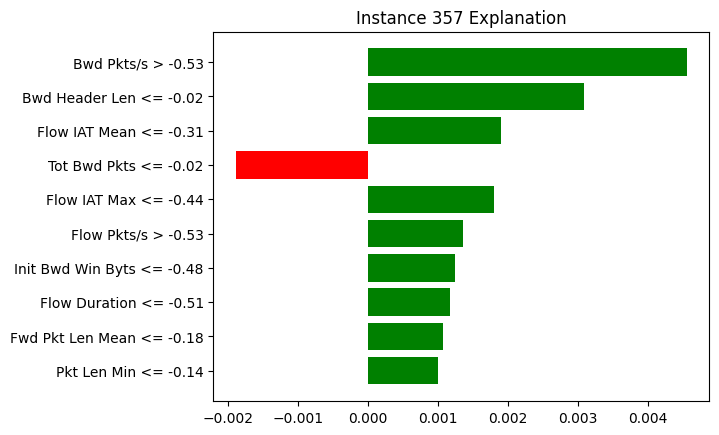 Instance 357 Explanation
Bwd Pkts/s > -0.53
Bwd Header Len <= -0.02
Flow IAT Mean <= -0.31
Tot Bwd Pkts <= -0.02
Flow IAT Max <= -0.44
Flow Pkts/s > -0.53
Init Bwd Win Byts <= -0.48
Flow Duration <= -0.51
Fwd Pkt Len Mean <= -0.18
Pkt Len Min <= -0.14
−0.002 −0.001 0.000 0.001 0.002 0.003 0.004